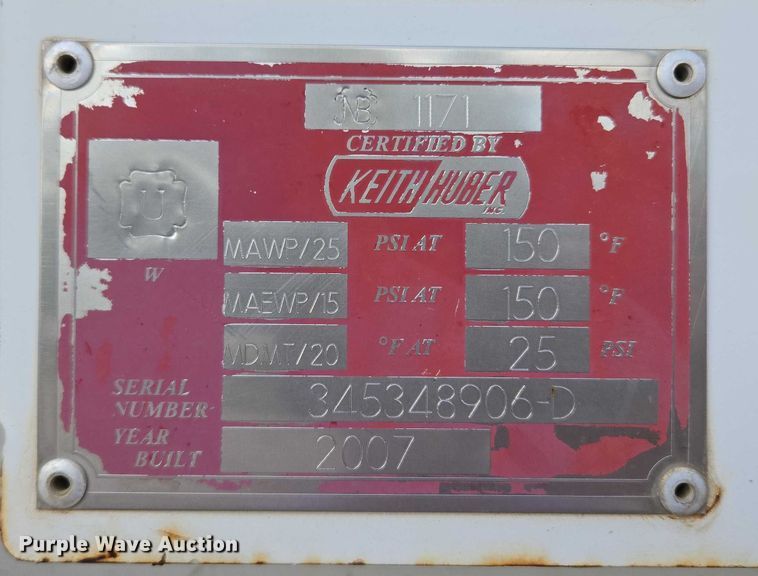 NB 1171
CERTIFIED BY
KEITH HUBER INC.
U
W
MAWP/25 PSI AT 150 °F
MAEWP/15 PSI AT 150 °F
MDMT/20 °F AT 25 PSI
SERIAL NUMBER 345348906-D
YEAR BUILT 2007
Purple Wave Auction